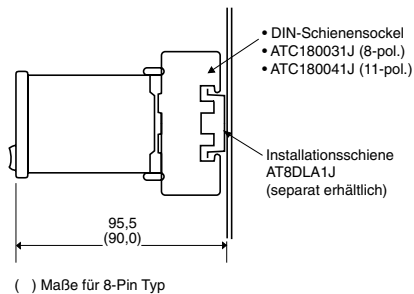 • DIN-Schienensockel
• ATC180031J (8-pol.)
• ATC180041J (11-pol.)
Installationsschiene
AT8DLA1J
(separat erhältlich)
95,5
(90,0)
( ) Maße für 8-Pin Typ